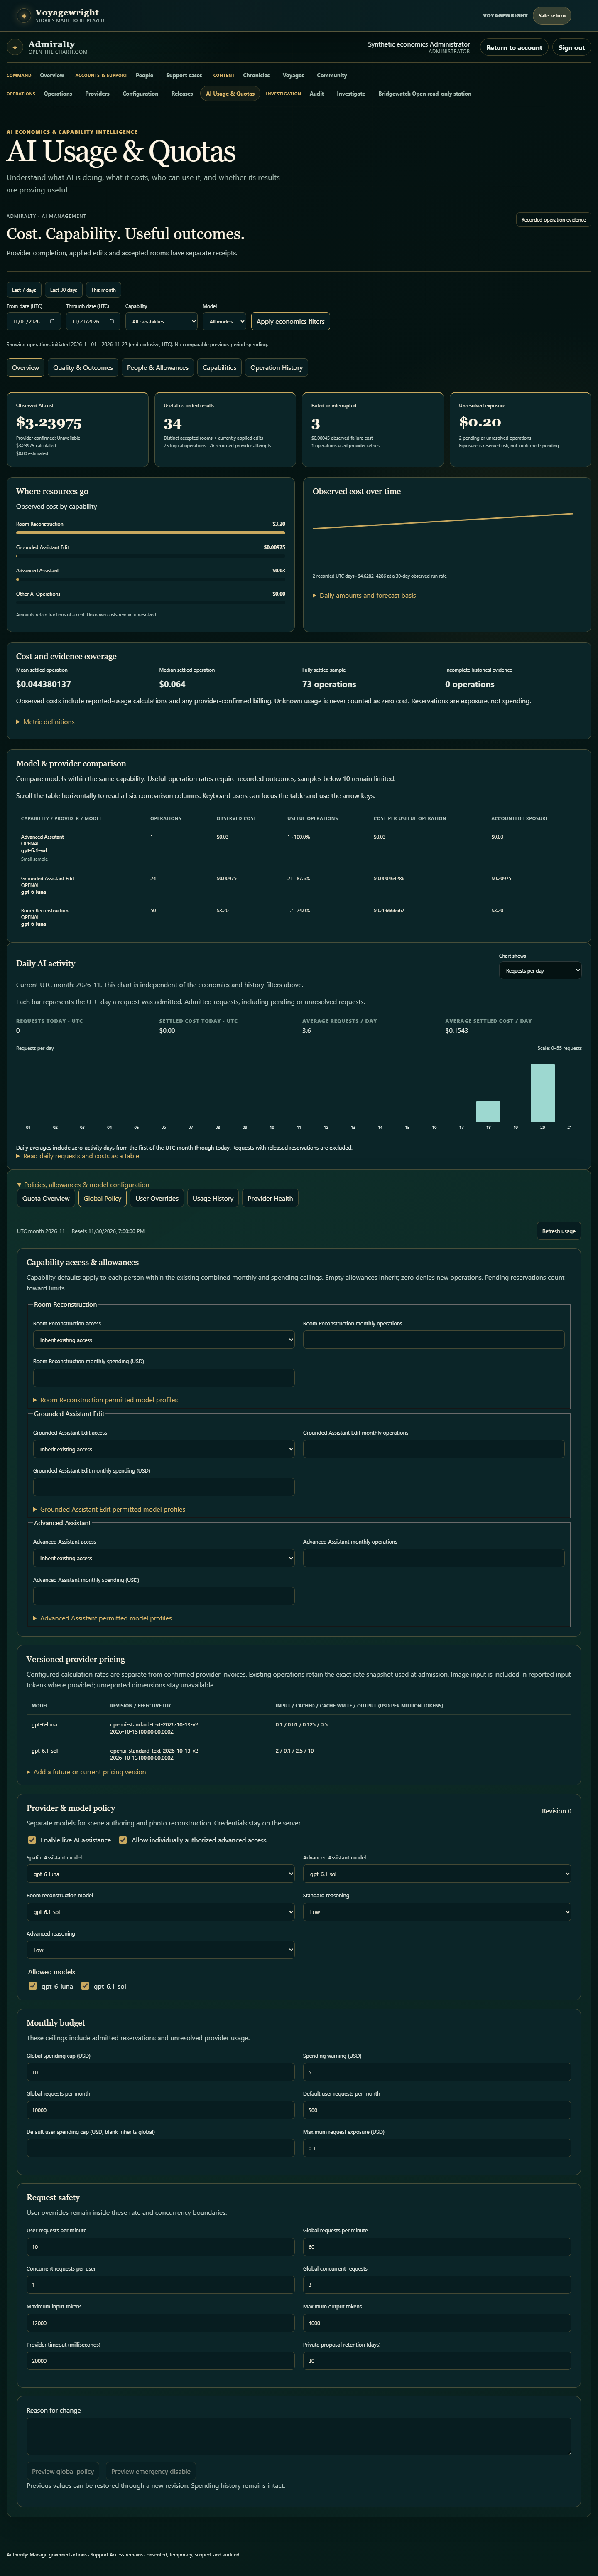 Voyagewright
STORIES MADE TO BE PLAYED
VOYAGEWRIGHT
Safe return
Admiralty
OPEN THE CHARTROOM
Synthetic economics Administrator
ADMINISTRATOR
Return to account
Sign out
COMMAND Overview ACCOUNTS & SUPPORT People Support cases CONTENT Chronicles Voyages Community
OPERATIONS Operations Providers Configuration Releases AI Usage & Quotas INVESTIGATION Audit Investigate Bridgewatch Open read-only station
AI ECONOMICS & CAPABILITY INTELLIGENCE
AI Usage & Quotas
Understand what AI is doing, what it costs, who can use it, and whether its results
are proving useful.
ADMIRALTY · AI MANAGEMENT
Recorded operation evidence
Cost. Capability. Useful outcomes.
Provider completion, applied edits and accepted rooms have separate receipts.
Last 7 days Last 30 days This month
From date (UTC) Through date (UTC) Capability Model
11/01/2026 11/21/2026 All capabilities All models Apply economics filters
Showing operations initiated 2026-11-01 – 2026-11-22 (end exclusive, UTC). No comparable previous-period spending.
Overview Quality & Outcomes People & Allowances Capabilities Operation History
Observed AI cost
$3.23975
Provider confirmed: Unavailable
$3.23975 calculated
$0.00 estimated
Useful recorded results
34
Distinct accepted rooms + currently applied edits
75 logical operations · 76 recorded provider attempts
Failed or interrupted
3
$0.00045 observed failure cost
1 operations used provider retries
Unresolved exposure
$0.20
2 pending or unresolved operations
Exposure is reserved risk, not confirmed spending
Where resources go
Observed cost by capability
Room Reconstruction $3.20
Grounded Assistant Edit $0.00975
Advanced Assistant $0.03
Other AI Operations $0.00
Amounts retain fractions of a cent. Unknown costs remain unresolved.
Observed cost over time
2 recorded UTC days · $4.628214286 at a 30-day observed run rate
Daily amounts and forecast basis
Cost and evidence coverage
Mean settled operation Median settled operation Fully settled sample Incomplete historical evidence
$0.044380137 $0.064 73 operations 0 operations
Observed costs include reported-usage calculations and any provider-confirmed billing. Unknown usage is never counted as zero cost. Reservations are exposure, not spending.
Metric definitions
Model & provider comparison
Compare models within the same capability. Useful-operation rates require recorded outcomes; samples below 10 remain limited.
Scroll the table horizontally to read all six comparison columns. Keyboard users can focus the table and use the arrow keys.
CAPABILITY / PROVIDER / MODEL OPERATIONS OBSERVED COST USEFUL OPERATIONS COST PER USEFUL OPERATION ACCOUNTED EXPOSURE
Advanced Assistant 1 $0.03 1 · 100.0% $0.03 $0.03
OPENAI
gpt-6.1-sol
Small sample
Grounded Assistant Edit 24 $0.00975 21 · 87.5% $0.000464286 $0.20975
OPENAI
gpt-6-luna
Room Reconstruction 50 $3.20 12 · 24.0% $0.266666667 $3.20
OPENAI
gpt-6-luna
Daily AI activity
Chart shows
Requests per day
Current UTC month: 2026-11. This chart is independent of the economics and history filters above.
Each bar represents the UTC day a request was admitted. Admitted requests, including pending or unresolved requests.
REQUESTS TODAY · UTC SETTLED COST TODAY · UTC AVERAGE REQUESTS / DAY AVERAGE SETTLED COST / DAY
0 $0.00 3.6 $0.1543
Requests per day Scale: 0–55 requests
01 02 03 04 05 06 07 08 09 10 11 12 13 14 15 16 17 18 19 20 21
Daily averages include zero-activity days from the first of the UTC month through today. Requests with released reservations are excluded.
Read daily requests and costs as a table
Policies, allowances & model configuration
Quota Overview Global Policy User Overrides Usage History Provider Health
UTC month 2026-11 Resets 11/30/2026, 7:00:00 PM Refresh usage
Capability access & allowances
Capability defaults apply to each person within the existing combined monthly and spending ceilings. Empty allowances inherit; zero denies new operations. Pending reservations count
toward limits.
Room Reconstruction
Room Reconstruction access Room Reconstruction monthly operations
Inherit existing access
Room Reconstruction monthly spending (USD)
Room Reconstruction permitted model profiles
Grounded Assistant Edit
Grounded Assistant Edit access Grounded Assistant Edit monthly operations
Inherit existing access
Grounded Assistant Edit monthly spending (USD)
Grounded Assistant Edit permitted model profiles
Advanced Assistant
Advanced Assistant access Advanced Assistant monthly operations
Inherit existing access
Advanced Assistant monthly spending (USD)
Advanced Assistant permitted model profiles
Versioned provider pricing
Configured calculation rates are separate from confirmed provider invoices. Existing operations retain the exact rate snapshot used at admission. Image input is included in reported input
tokens where provided; unreported dimensions stay unavailable.
MODEL REVISION / EFFECTIVE UTC INPUT / CACHED / CACHE WRITE / OUTPUT (USD PER MILLION TOKENS)
gpt-6-luna openai-standard-text-2026-10-13-v2 0.1 / 0.01 / 0.125 / 0.5
2026-10-13T00:00:00.000Z
gpt-6.1-sol openai-standard-text-2026-10-13-v2 2 / 0.1 / 2.5 / 10
2026-10-13T00:00:00.000Z
Add a future or current pricing version
Provider & model policy Revision 0
Separate models for scene authoring and photo reconstruction. Credentials stay on the server.
Enable live AI assistance Allow individually authorized advanced access
Spatial Assistant model Advanced Assistant model
gpt-6-luna gpt-6.1-sol
Room reconstruction model Standard reasoning
gpt-6.1-sol Low
Advanced reasoning
Low
Allowed models
gpt-6-luna gpt-6.1-sol
Monthly budget
These ceilings include admitted reservations and unresolved provider usage.
Global spending cap (USD) Spending warning (USD)
10 5
Global requests per month Default user requests per month
10000 500
Default user spending cap (USD, blank inherits global) Maximum request exposure (USD)
0.1
Request safety
User overrides remain inside these rate and concurrency boundaries.
User requests per minute Global requests per minute
10 60
Concurrent requests per user Global concurrent requests
1 3
Maximum input tokens Maximum output tokens
12000 4000
Provider timeout (milliseconds) Private proposal retention (days)
20000 30
Reason for change
Preview global policy Preview emergency disable
Previous values can be restored through a new revision. Spending history remains intact.
Authority: Manage governed actions · Support Access remains consented, temporary, scoped, and audited.